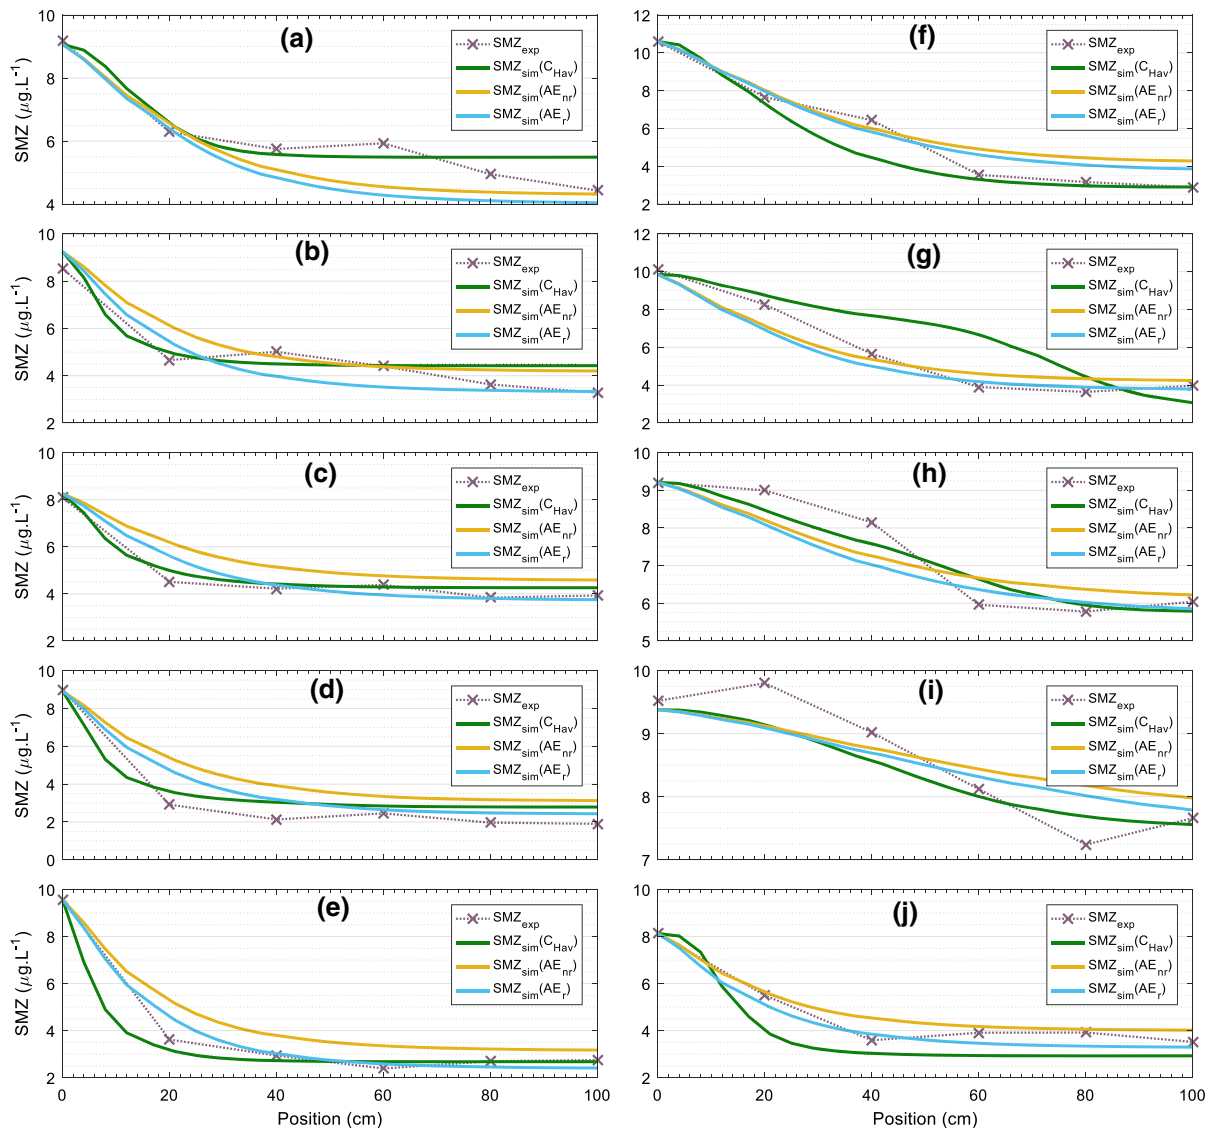 (a)
SMZ (μg.L-1)
10
8
6
4
SMZexp
SMZsim(CHav)
SMZsim(AEnr)
SMZsim(AEr)
(f)
12
10
8
6
4
2
SMZexp
SMZsim(CHav)
SMZsim(AEnr)
SMZsim(AEr)
(b)
SMZ (μg.L-1)
10
8
6
4
2
SMZexp
SMZsim(CHav)
SMZsim(AEnr)
SMZsim(AEr)
(g)
12
10
8
6
4
2
SMZexp
SMZsim(CHav)
SMZsim(AEnr)
SMZsim(AEr)
(c)
SMZ (μg.L-1)
10
8
6
4
2
SMZexp
SMZsim(CHav)
SMZsim(AEnr)
SMZsim(AEr)
(h)
10
9
8
7
6
5
SMZexp
SMZsim(CHav)
SMZsim(AEnr)
SMZsim(AEr)
(d)
SMZ (μg.L-1)
10
8
6
4
2
0
SMZexp
SMZsim(CHav)
SMZsim(AEnr)
SMZsim(AEr)
(i)
10
9
8
7
SMZexp
SMZsim(CHav)
SMZsim(AEnr)
SMZsim(AEr)
(e)
SMZ (μg.L-1)
10
8
6
4
2
SMZexp
SMZsim(CHav)
SMZsim(AEnr)
SMZsim(AEr)
0 20 40 60 80 100
Position (cm)
(j)
10
8
6
4
2
SMZexp
SMZsim(CHav)
SMZsim(AEnr)
SMZsim(AEr)
0 20 40 60 80 100
Position (cm)